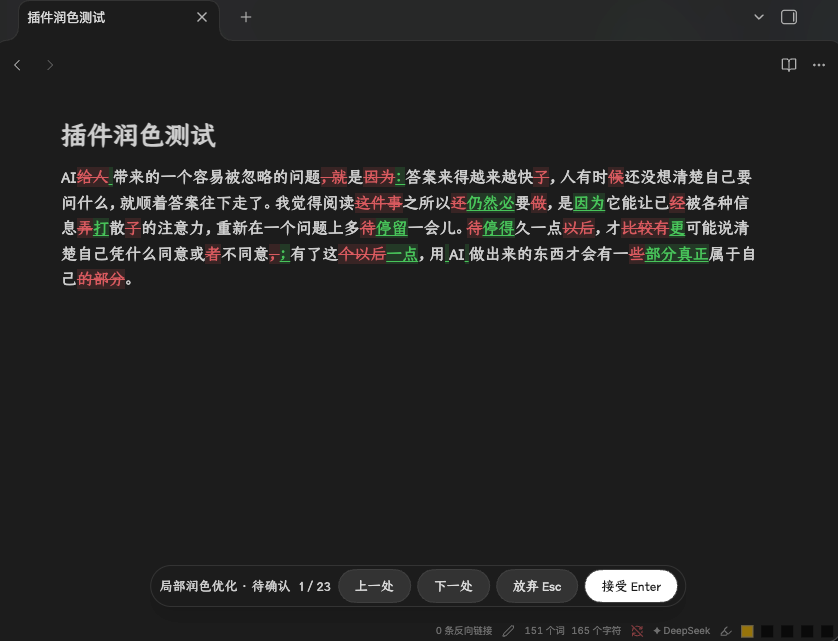 插件润色测试
插件润色测试
AI给人 带来的一个容易被忽略的问题,就是因为:答案来得越来越快了,人有时候还没想清楚自己要
问什么,就顺着答案往下走了。我觉得阅读这件事之所以还仍然必要做,是因为它能让已经被各种信
息弄打散了的注意力,重新在一个问题上多待停留一会儿。待停得久一点以后,才比较有更可能说清
楚自己凭什么同意或者不同意,;有了这个以后一点,用 AI 做出来的东西才会有一些部分真正属于自
己的部分。
局部润色优化 · 待确认 1 / 23 上一处 下一处 放弃 Esc 接受 Enter
0 条反向链接 151 个词 165 个字符 DeepSeek